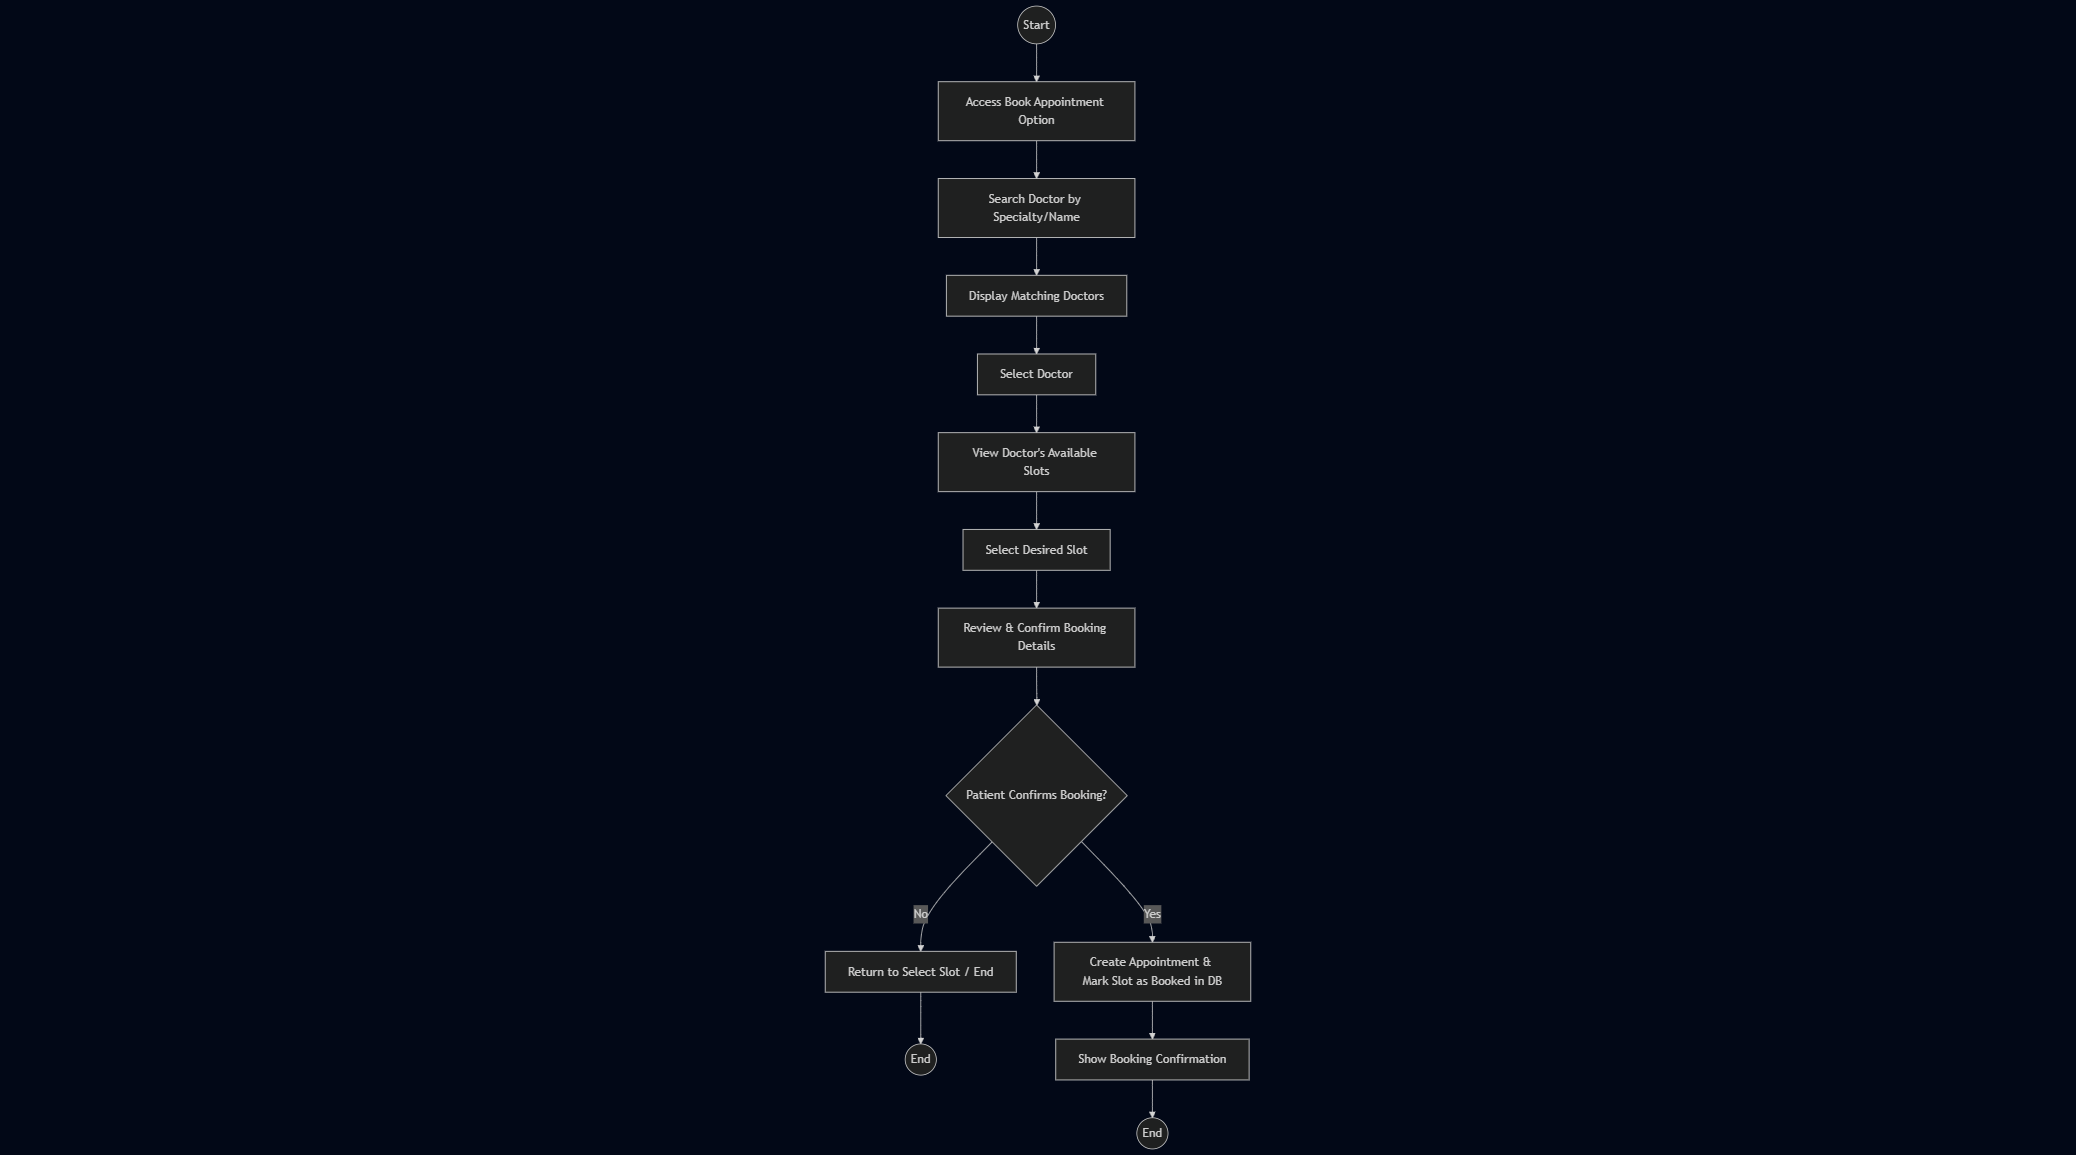 Start
Access Book Appointment
Option
Search Doctor by
Specialty/Name
Display Matching Doctors
Select Doctor
View Doctor's Available
Slots
Select Desired Slot
Review & Confirm Booking
Details
Patient Confirms Booking?
No
Yes
Return to Select Slot / End
Create Appointment &
Mark Slot as Booked in DB
End
Show Booking Confirmation
End